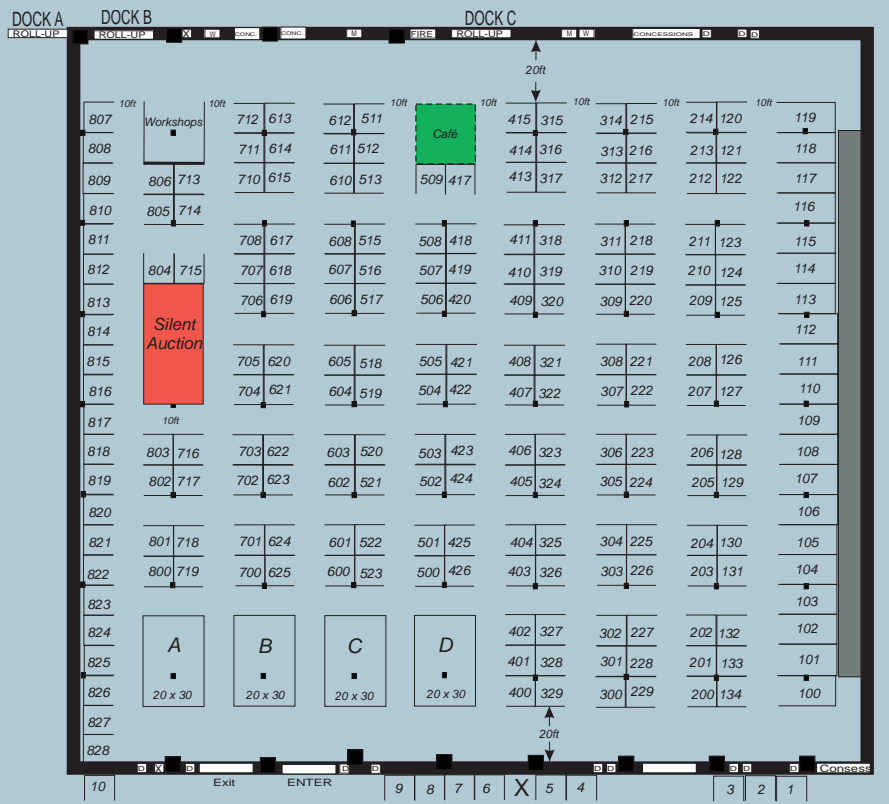 DOCK A DOCK B DOCK C
ROLL-UP ROLL-UP X W CONC. CONC. M FIRE ROLL-UP M W CONCESSIONS D D D
20ft
10ft 10ft 10ft 10ft 10ft 10ft 10ft
807 Workshops 712 613 612 511 Café 415 315 314 215 214 120 119
808 711 614 611 512 414 316 313 216 213 121 118
809 806 713 710 615 610 513 509 417 413 317 312 217 212 122 117
810 805 714 116
811 708 617 608 515 508 418 411 318 311 218 211 123 115
812 804 715 707 618 607 516 507 419 410 319 310 219 210 124 114
813 706 619 606 517 506 420 409 320 309 220 209 125 113
814 Silent 112
Auction
815 705 620 605 518 505 421 408 321 308 221 208 126 111
816 704 621 604 519 504 422 407 322 307 222 207 127 110
817 10ft 109
818 803 716 703 622 603 520 503 423 406 323 306 223 206 128 108
819 802 717 702 623 602 521 502 424 405 324 305 224 205 129 107
820 106
821 801 718 701 624 601 522 501 425 404 325 304 225 204 130 105
822 800 719 700 625 600 523 500 426 403 326 303 226 203 131 104
823 103
824 A B C D 402 327 302 227 202 132 102
825 401 328 301 228 201 133 101
826 20 x 30 20 x 30 20 x 30 20 x 30 400 329 300 229 200 134 100
827
20ft
828
D X D D D D D D D D Consess
10 Exit ENTER 9 8 7 6 X 5 4 3 2 1